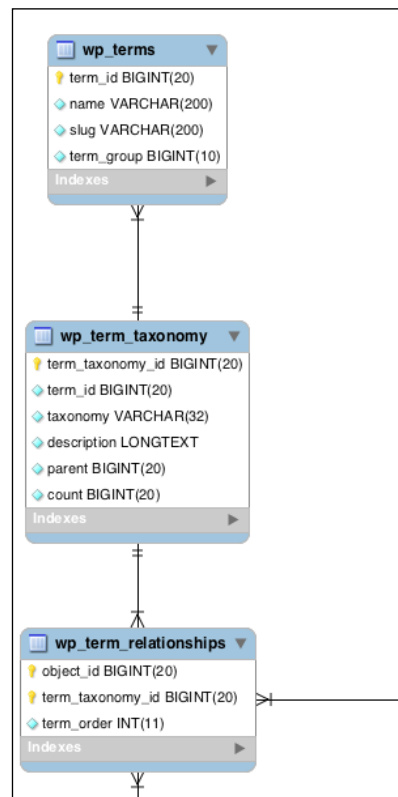 wp_terms
term_id BIGINT(20)
name VARCHAR(200)
slug VARCHAR(200)
term_group BIGINT(10)
Indexes
wp_term_taxonomy
term_taxonomy_id BIGINT(20)
term_id BIGINT(20)
taxonomy VARCHAR(32)
description LONGTEXT
parent BIGINT(20)
count BIGINT(20)
Indexes
wp_term_relationships
object_id BIGINT(20)
term_taxonomy_id BIGINT(20)
term_order INT(11)
Indexes